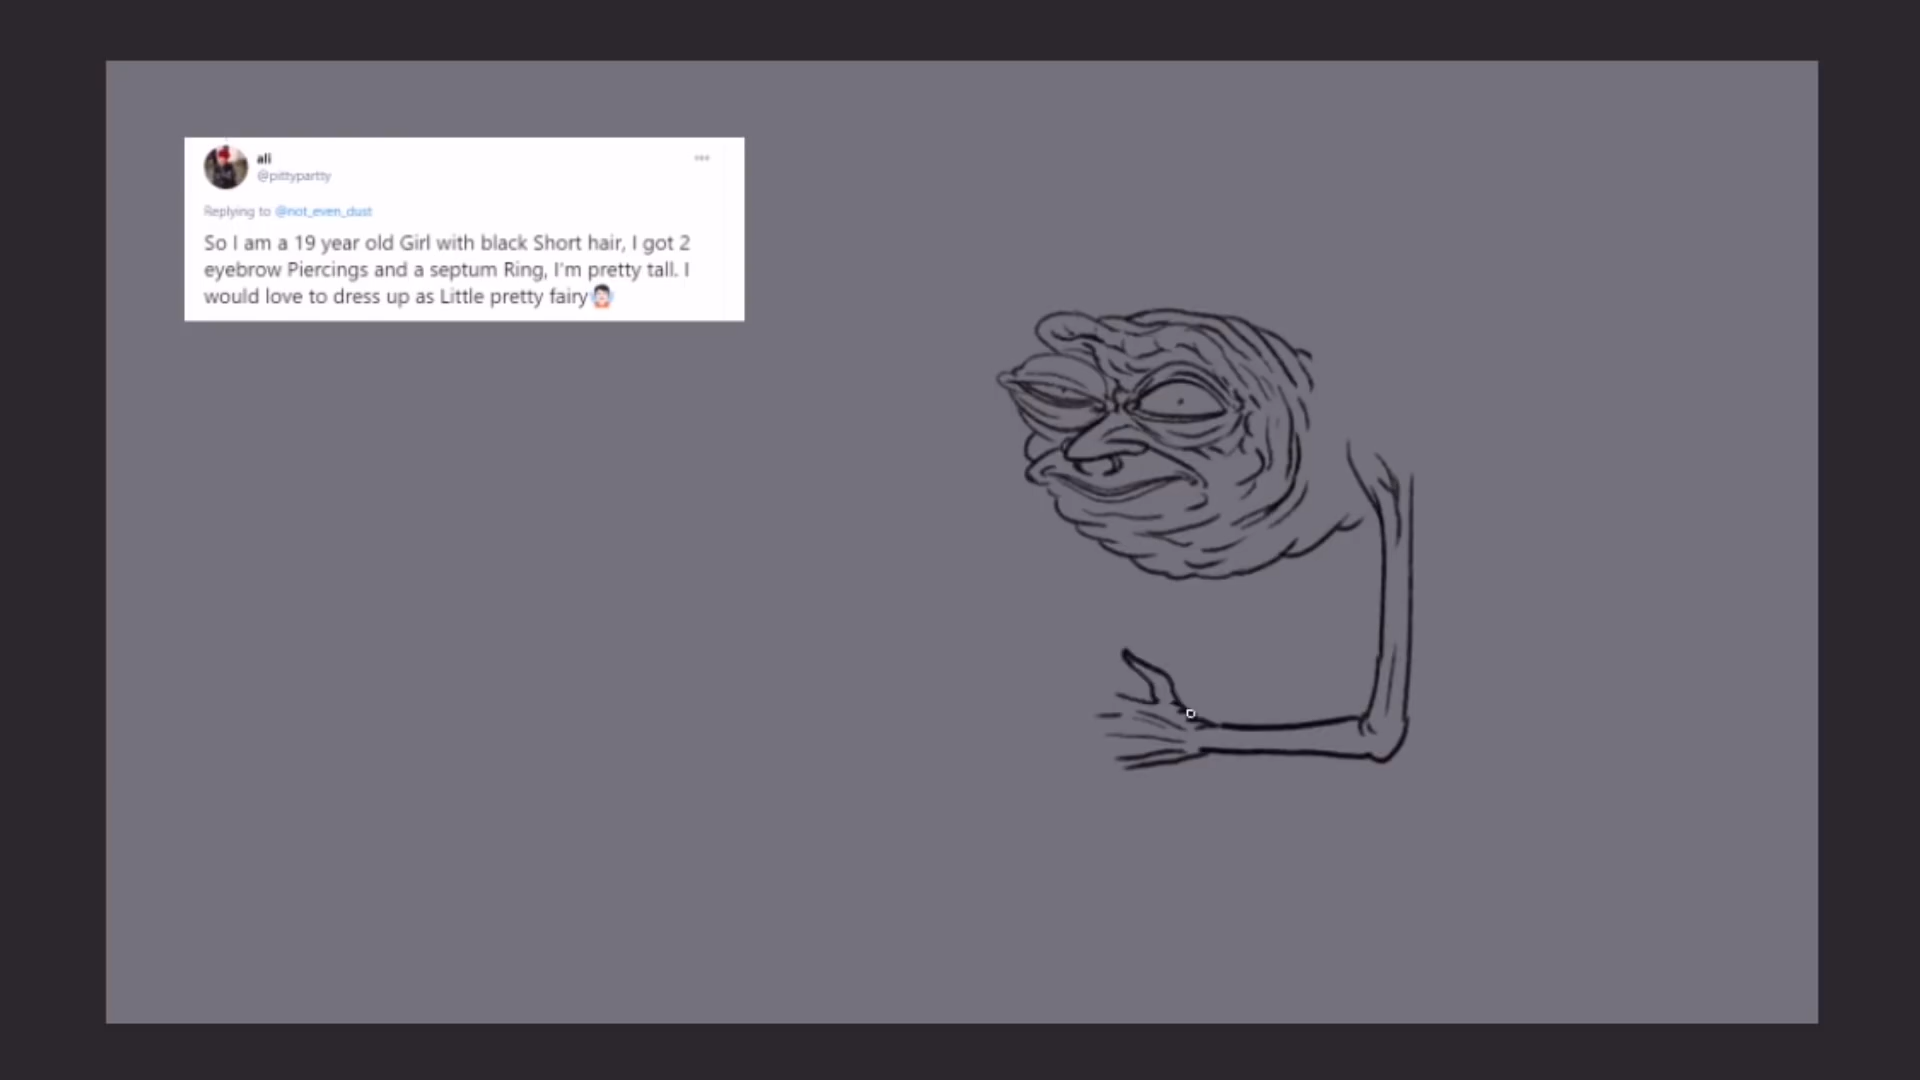 ali
@pittypartty
Replying to @not_even_dust
So I am a 19 year old Girl with black Short hair, I got 2
eyebrow Piercings and a septum Ring, I'm pretty tall. I
would love to dress up as Little pretty fairy